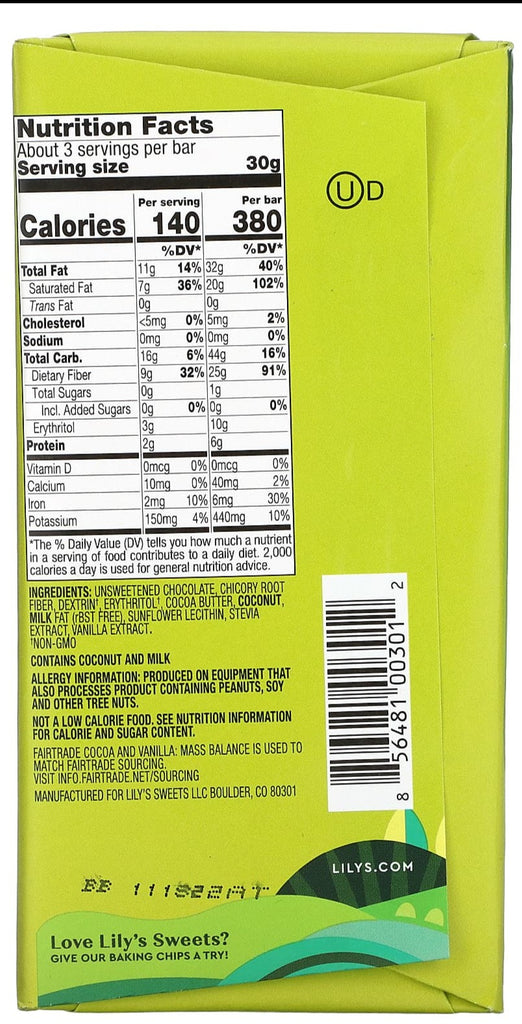 Nutrition Facts
About 3 servings per bar
Serving size 30g
Per serving Per bar
Calories 140 380
%DV* %DV*
Total Fat 11g 14% 32g 40%
Saturated Fat 7g 36% 20g 102%
Trans Fat 0g 0g
Cholesterol <5mg 0% 5mg 2%
Sodium 0mg 0% 0mg 0%
Total Carb. 16g 6% 44g 16%
Dietary Fiber 9g 32% 25g 91%
Total Sugars 0g 1g
Incl. Added Sugars 0g 0% 0g 0%
Erythritol 3g 10g
Protein 2g 6g
Vitamin D 0mcg 0% 0mcg 0%
Calcium 10mg 0% 40mg 2%
Iron 2mg 10% 6mg 30%
Potassium 150mg 4% 440mg 10%
*The % Daily Value (DV) tells you how much a nutrient
in a serving of food contributes to a daily diet. 2,000
calories a day is used for general nutrition advice.
U D
INGREDIENTS: UNSWEETENED CHOCOLATE, CHICORY ROOT
FIBER, DEXTRIN†, ERYTHRITOL†, COCOA BUTTER, COCONUT,
MILK FAT (rBST FREE), SUNFLOWER LECITHIN, STEVIA
EXTRACT, VANILLA EXTRACT.
†NON-GMO
CONTAINS COCONUT AND MILK
ALLERGY INFORMATION: PRODUCED ON EQUIPMENT THAT
ALSO PROCESSES PRODUCT CONTAINING PEANUTS, SOY
AND OTHER TREE NUTS.
NOT A LOW CALORIE FOOD. SEE NUTRITION INFORMATION
FOR CALORIE AND SUGAR CONTENT.
FAIRTRADE COCOA AND VANILLA: MASS BALANCE IS USED TO
MATCH FAIRTRADE SOURCING.
VISIT INFO.FAIRTRADE.NET/SOURCING
MANUFACTURED FOR LILY'S SWEETS LLC BOULDER, CO 80301
8 56481 00301 2
LILYS.COM
BB 111822AT
Love Lily's Sweets?
GIVE OUR BAKING CHIPS A TRY!